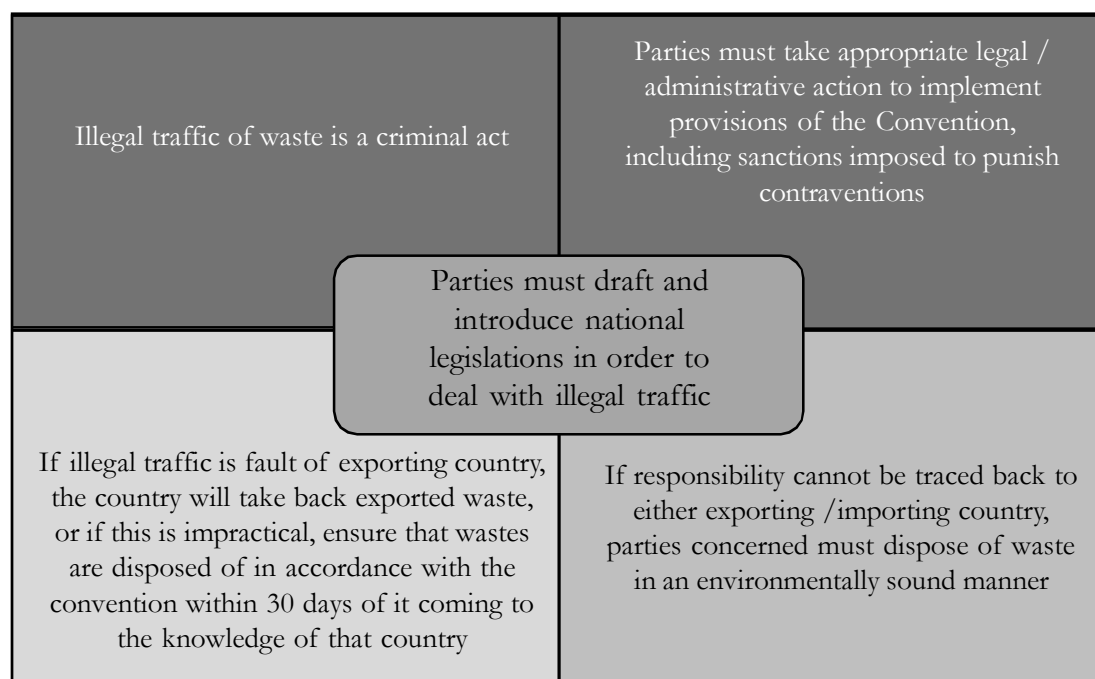 Illegal traffic of waste is a criminal act
Parties must take appropriate legal /
administrative action to implement
provisions of the Convention,
including sanctions imposed to punish
contraventions
Parties must draft and
introduce national
legislations in order to
deal with illegal traffic
If illegal traffic is fault of exporting country,
the country will take back exported waste,
or if this is impractical, ensure that wastes
are disposed of in accordance with the
convention within 30 days of it coming to
the knowledge of that country
If responsibility cannot be traced back to
either exporting /importing country,
parties concerned must dispose of waste
in an environmentally sound manner